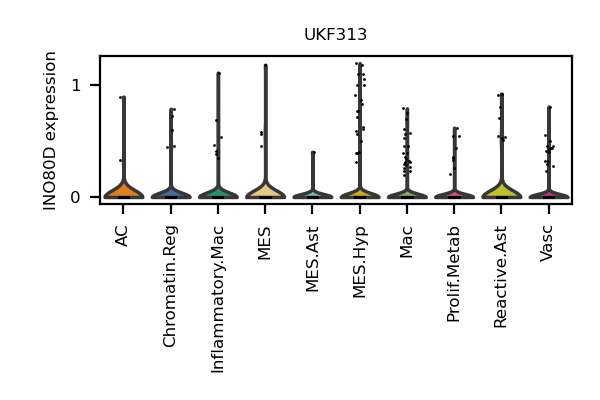 UKF313
INO80D expression
1
0
AC
Chromatin.Reg
Inflammatory.Mac
MES
MES.Ast
MES.Hyp
Mac
Prolif.Metab
Reactive.Ast
Vasc